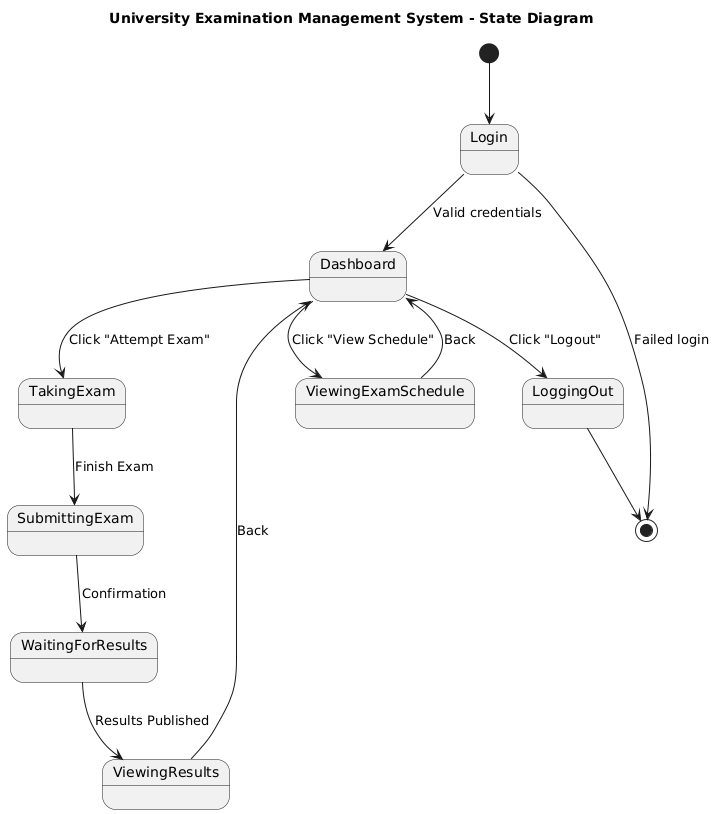 University Examination Management System - State Diagram
Login
Valid credentials
Dashboard
Click "Attempt Exam"
Click "View Schedule"
Back
Click "Logout"
Failed login
TakingExam
ViewingExamSchedule
LoggingOut
Finish Exam
SubmittingExam
Back
Confirmation
WaitingForResults
Results Published
ViewingResults